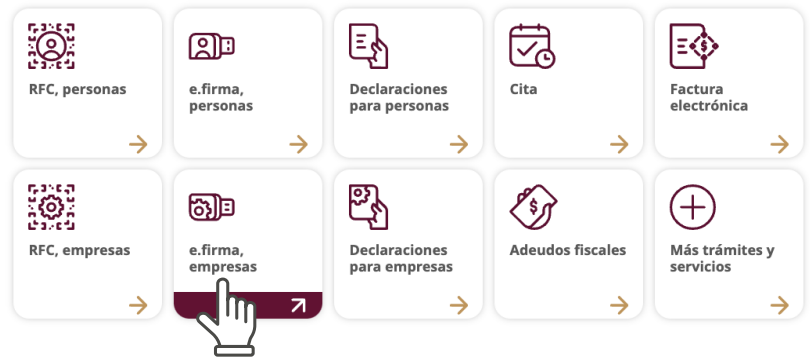 RFC, personas
e.firma,
personas
Declaraciones
para personas
Cita
Factura
electrónica
RFC, empresas
e.firma,
empresas
Declaraciones
para empresas
Adeudos fiscales
Más trámites y
servicios